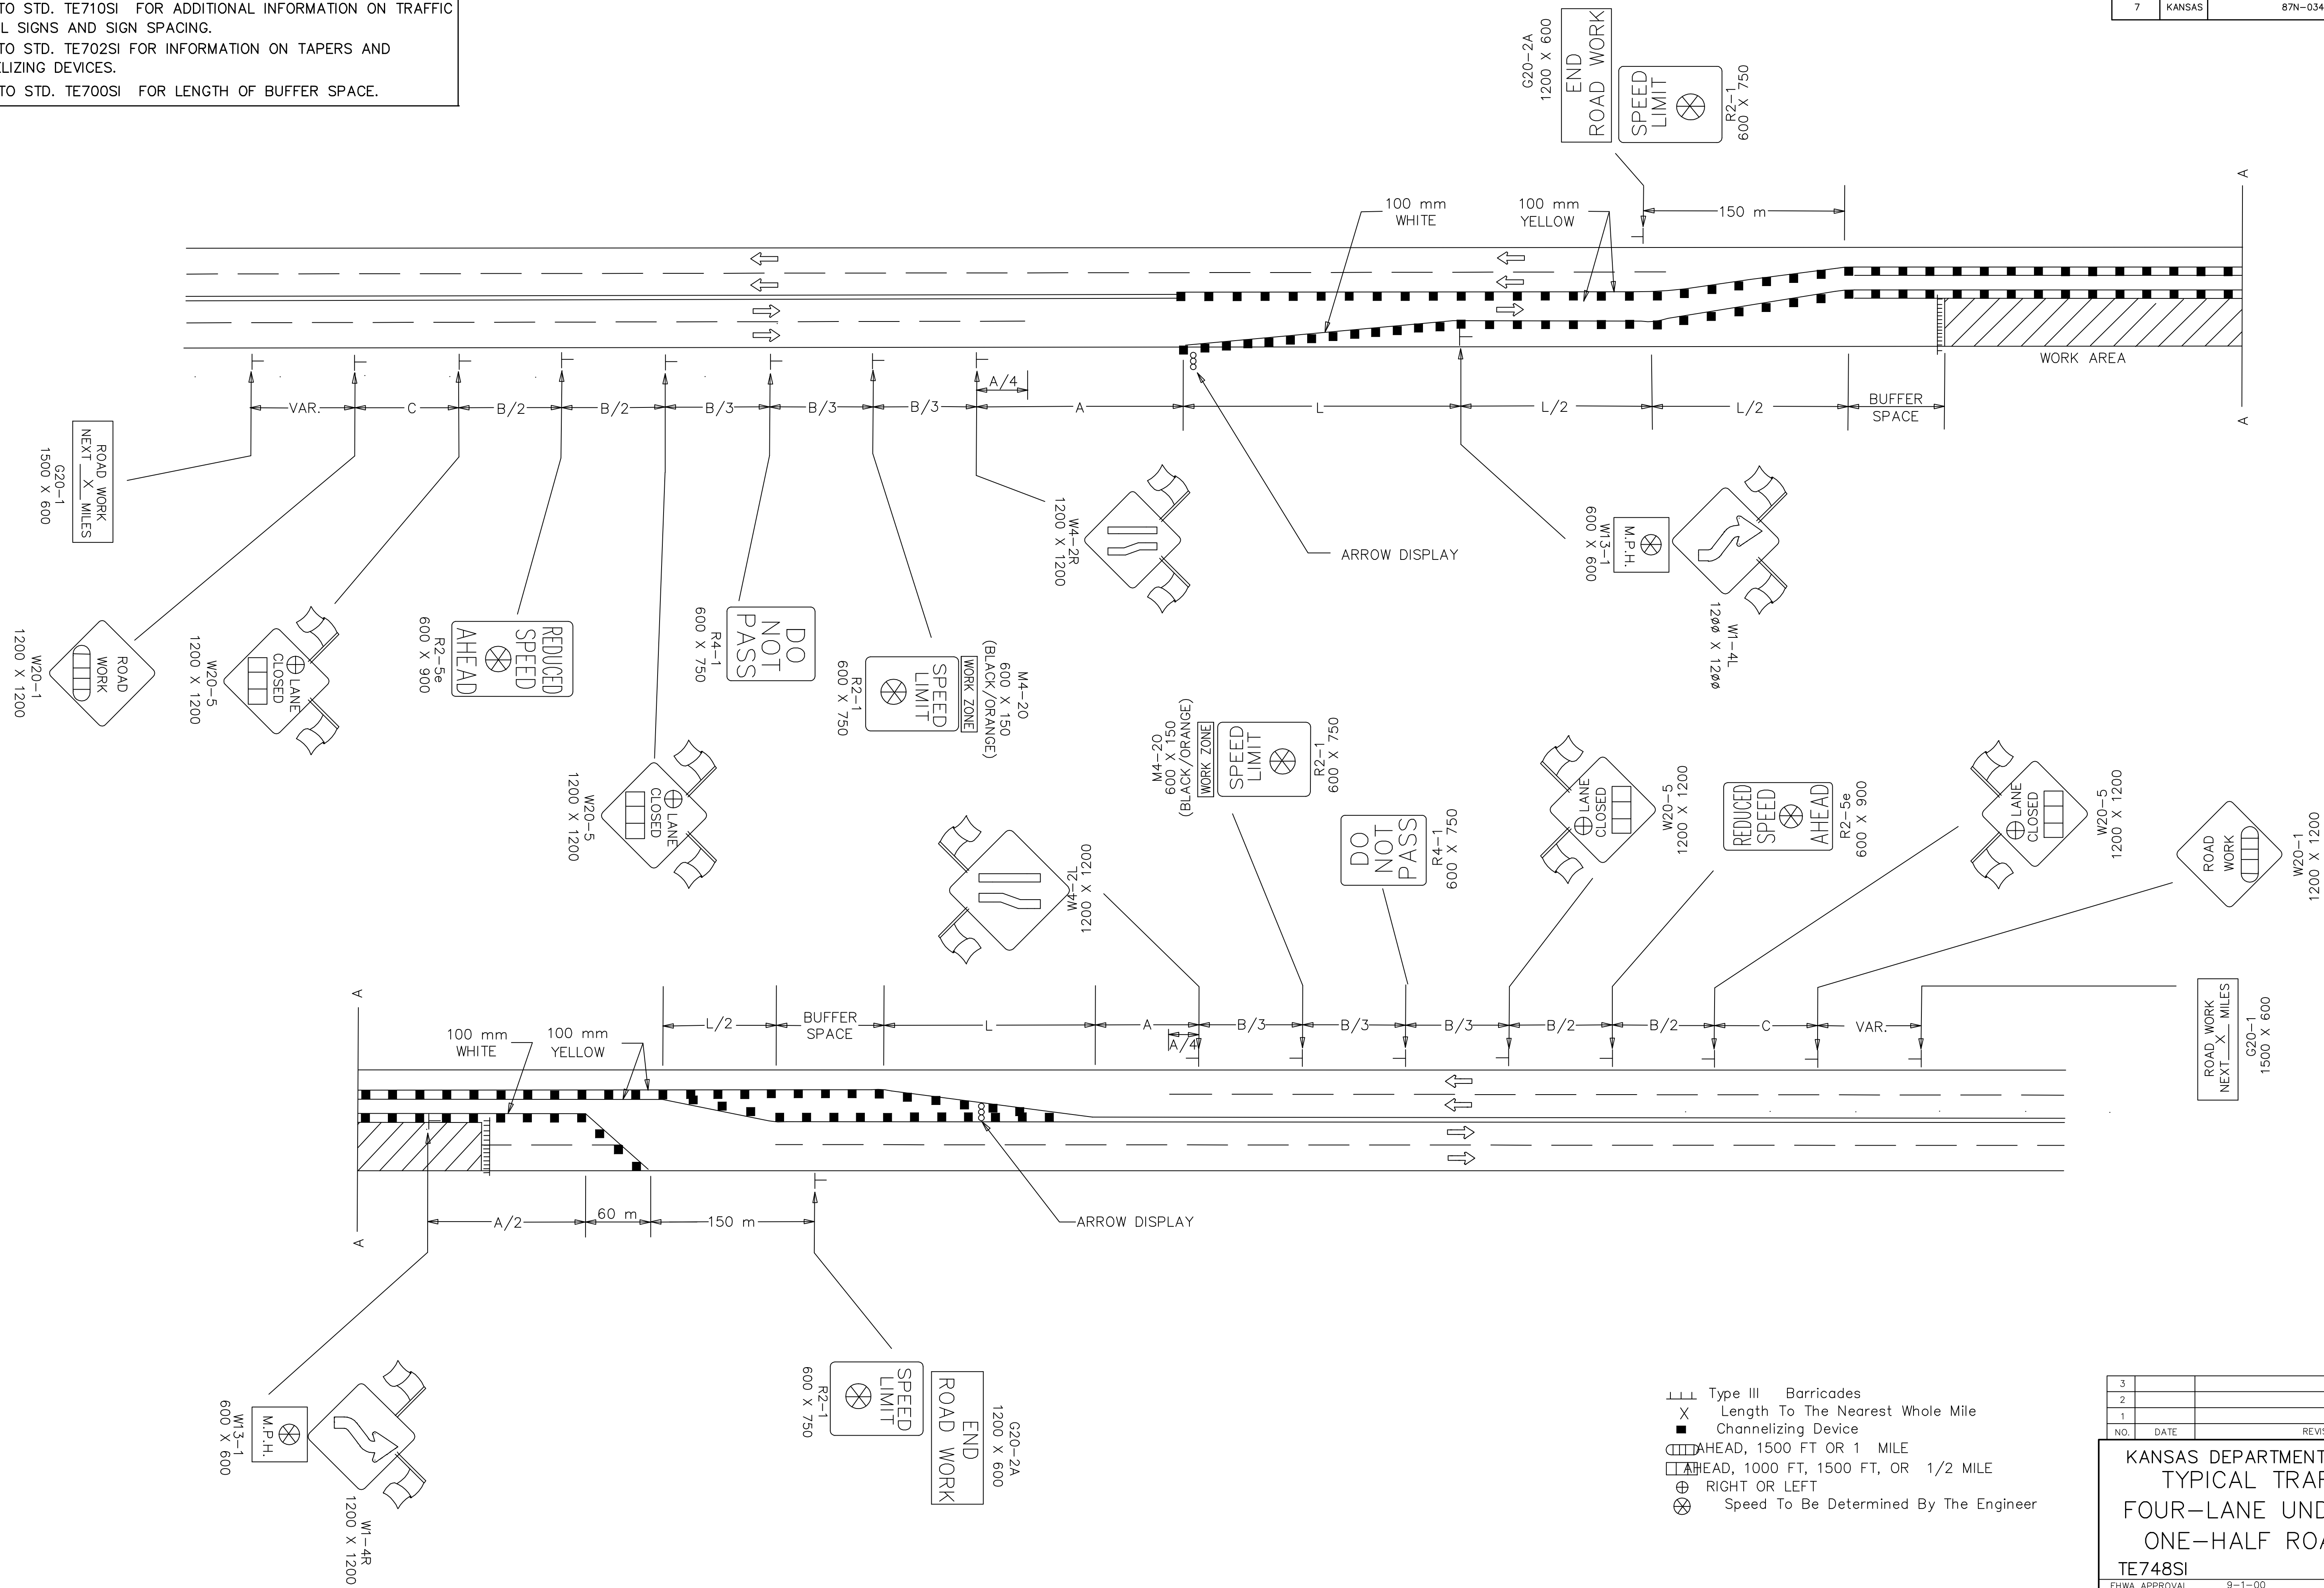 TO STD. TE710SI FOR ADDITIONAL INFORMATION ON TRAFFIC
L SIGNS AND SIGN SPACING.
TO STD. TE702SI FOR INFORMATION ON TAPERS AND
ELIZING DEVICES.
TO STD. TE700SI FOR LENGTH OF BUFFER SPACE.
7 KANSAS 87N-034
G20-2A
1200 X 600
END
ROAD WORK
SPEED
LIMIT
R2-1
600 X 750
A
100 mm
WHITE
100 mm
YELLOW
150 m
WORK AREA
A/4
VAR.
C
B/2
B/2
B/3
B/3
B/3
A
L
L/2
L/2
BUFFER
SPACE
A
ROAD WORK
NEXT X MILES
G20-1
1500 X 600
ROAD
WORK
W20-1
1200 X 1200
LANE
CLOSED
W20-5
1200 X 1200
REDUCED
SPEED
AHEAD
R2-5e
600 X 900
LANE
CLOSED
W20-5
1200 X 1200
DO
NOT
PASS
R4-1
600 X 750
M4-20
600 X 150
(BLACK/ORANGE)
WORK ZONE
SPEED
LIMIT
R2-1
600 X 750
W4-2R
1200 X 1200
ARROW DISPLAY
M.P.H.
W13-1
600 X 600
W1-4L
12ØØ X 12ØØ
W4-2L
1200 X 1200
M4-20
600 X 150
(BLACK/ORANGE)
WORK ZONE
SPEED
LIMIT
R2-1
600 X 750
DO
NOT
PASS
R4-1
600 X 750
LANE
CLOSED
W20-5
1200 X 1200
REDUCED
SPEED
AHEAD
R2-5e
600 X 900
LANE
CLOSED
W20-5
1200 X 1200
ROAD
WORK
W20-1
1200 X 1200
ROAD WORK
NEXT X MILES
G20-1
1500 X 600
A
100 mm
WHITE
100 mm
YELLOW
L/2
BUFFER
SPACE
L
A
A/4
B/3
B/3
B/3
B/2
B/2
C
VAR.
A
A/2
60 m
150 m
ARROW DISPLAY
M.P.H.
W13-1
600 X 600
W1-4R
1200 X 1200
SPEED
LIMIT
R2-1
600 X 750
G20-2A
1200 X 600
END
ROAD WORK
Type III Barricades
X Length To The Nearest Whole Mile
Channelizing Device
AHEAD, 1500 FT OR 1 MILE
AHEAD, 1000 FT, 1500 FT, OR 1/2 MILE
RIGHT OR LEFT
Speed To Be Determined By The Engineer
3
2
1
NO. DATE REVIS
KANSAS DEPARTMENT
TYPICAL TRAF
FOUR-LANE UND
ONE-HALF ROA
TE748SI
FHWA APPROVAL 9-1-00